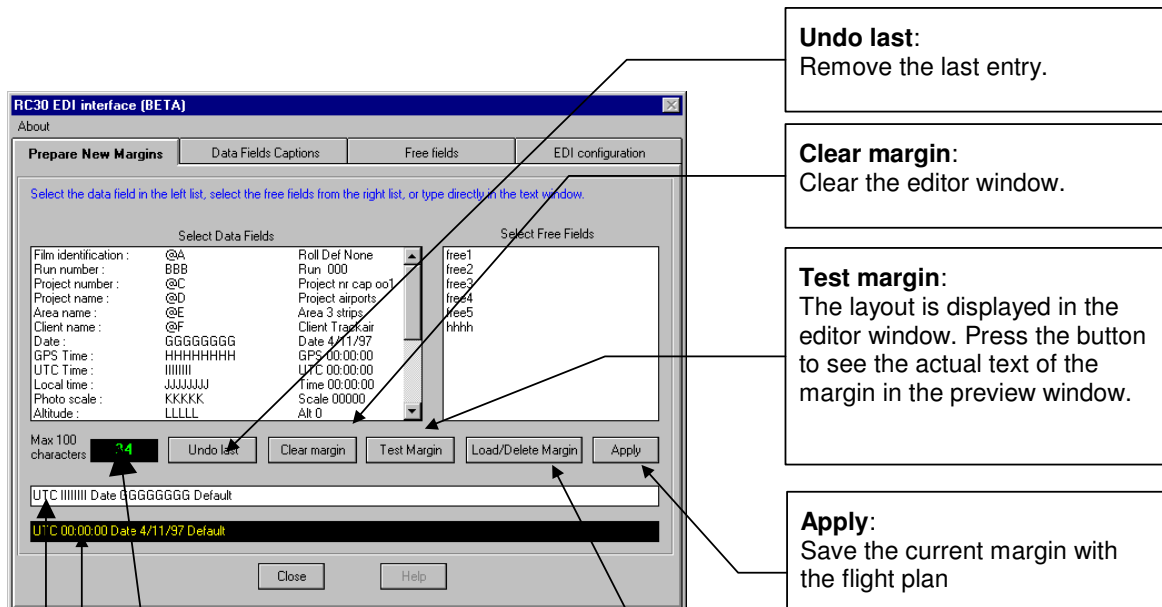 Undo last:
Remove the last entry.
Clear margin:
Clear the editor window.
Test margin:
The layout is displayed in the
editor window. Press the button
to see the actual text of the
margin in the preview window.
Apply:
Save the current margin with
the flight plan
RC30 EDI interface (BETA)
About
Prepare New Margins Data Fields Captions Free fields EDI configuration
Select the data field in the left list, select the free fields from the right list, or type directly in the text window.
Select Data Fields Select Free Fields
Film identification : @A Roll Def None
Run number : BBB Run 000
Project number : @C Project nr cap oo1
Project name : @D Project airports
Area name : @E Area 3 strips
Client name : @F Client Trackair
Date : GGGGGGGG Date 4/11/97
GPS Time : HHHHHHHH GPS 00:00:00
UTC Time : IIIIIIII UTC 00:00:00
Local time : JJJJJJJJ Time 00:00:00
Photo scale : KKKKK Scale 00000
Altitude : LLLLL Alt 0
free1
free2
free3
free4
free5
hhhh
Max 100
characters 34 Undo last Clear margin Test Margin Load/Delete Margin Apply
UTC IIIIIIII Date GGGGGGGG Default
UTC 00:00:00 Date 4/11/97 Default
Close Help